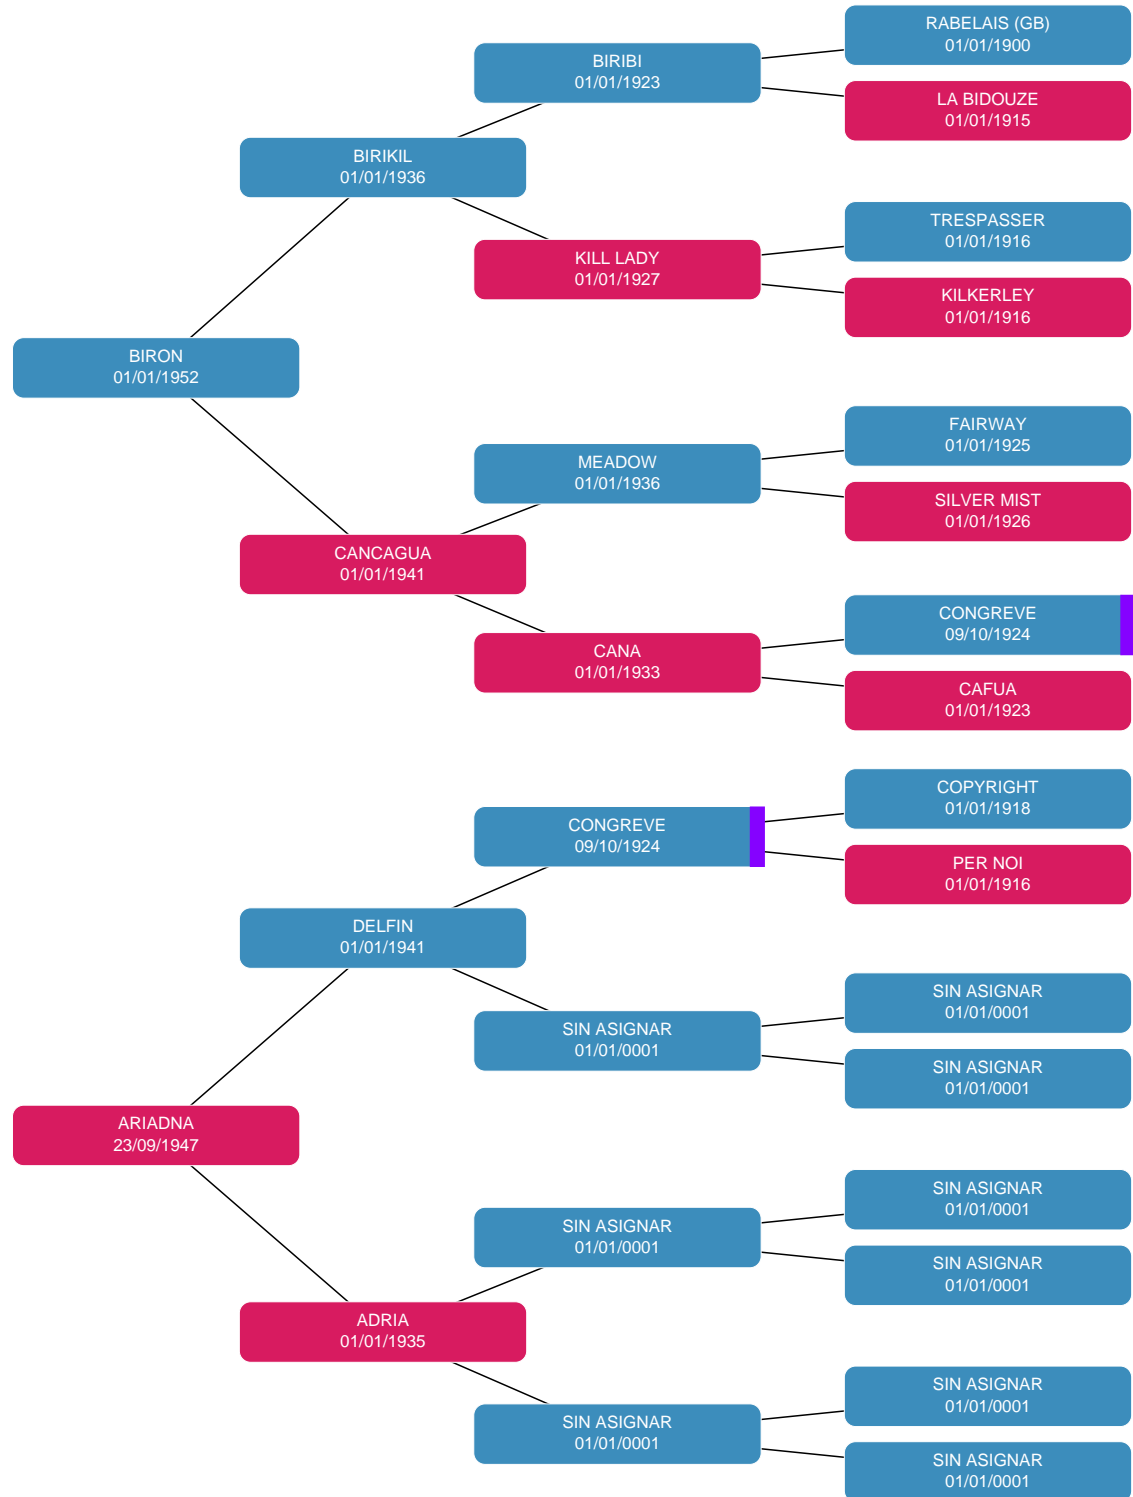 RABELAIS (GB)
01/01/1900
BIRIBI
01/01/1923
LA BIDOUZE
01/01/1915
BIRIKIL
01/01/1936
TRESPASSER
01/01/1916
KILL LADY
01/01/1927
KILKERLEY
01/01/1916
BIRON
01/01/1952
FAIRWAY
01/01/1925
MEADOW
01/01/1936
SILVER MIST
01/01/1926
CANCAGUA
01/01/1941
CONGREVE
09/10/1924
CANA
01/01/1933
CAFUA
01/01/1923
COPYRIGHT
01/01/1918
CONGREVE
09/10/1924
PER NOI
01/01/1916
DELFIN
01/01/1941
SIN ASIGNAR
01/01/0001
SIN ASIGNAR
01/01/0001
SIN ASIGNAR
01/01/0001
ARIADNA
23/09/1947
SIN ASIGNAR
01/01/0001
SIN ASIGNAR
01/01/0001
SIN ASIGNAR
01/01/0001
ADRIA
01/01/1935
SIN ASIGNAR
01/01/0001
SIN ASIGNAR
01/01/0001
SIN ASIGNAR
01/01/0001